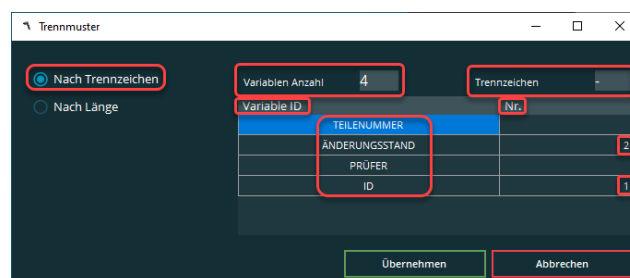 Trennmuster
Nach Trennzeichen
Nach Länge
Variablen Anzahl 4 Trennzeichen -
Variable ID Nr.
TEILENUMMER
ÄNDERUNGSSTAND 2
PRÜFER
ID 1
Übernehmen Abbrechen